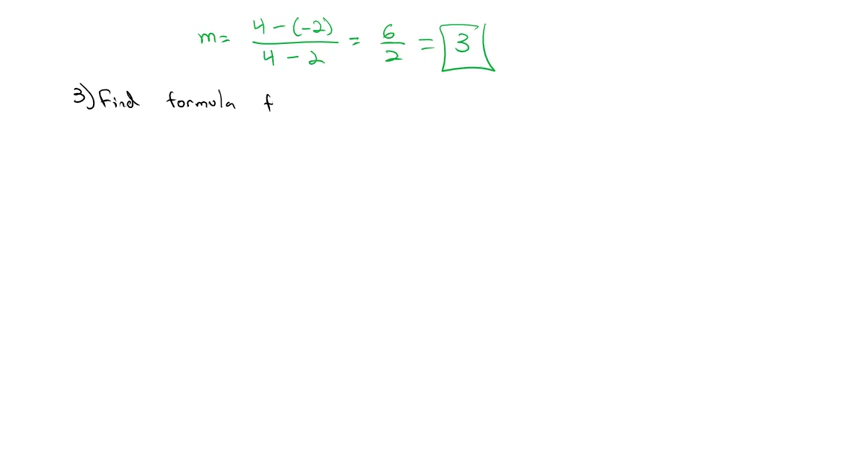 m = 4 - (-2) / 4 - 2 = 6 / 2 = 3
3) Find formula f